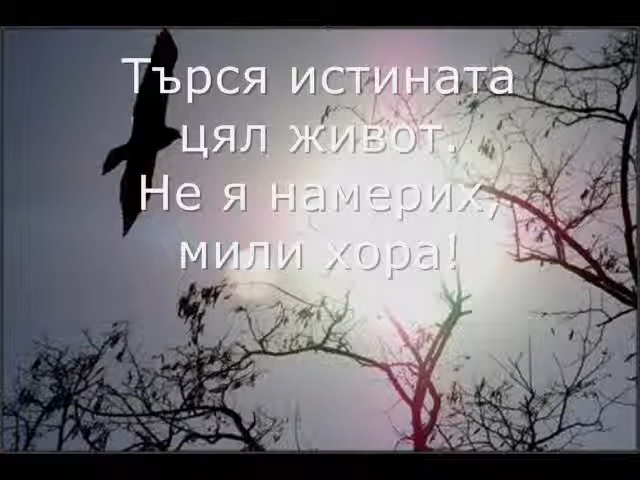 Търся истината
цял живот.
Не я намерих,
мили хора!